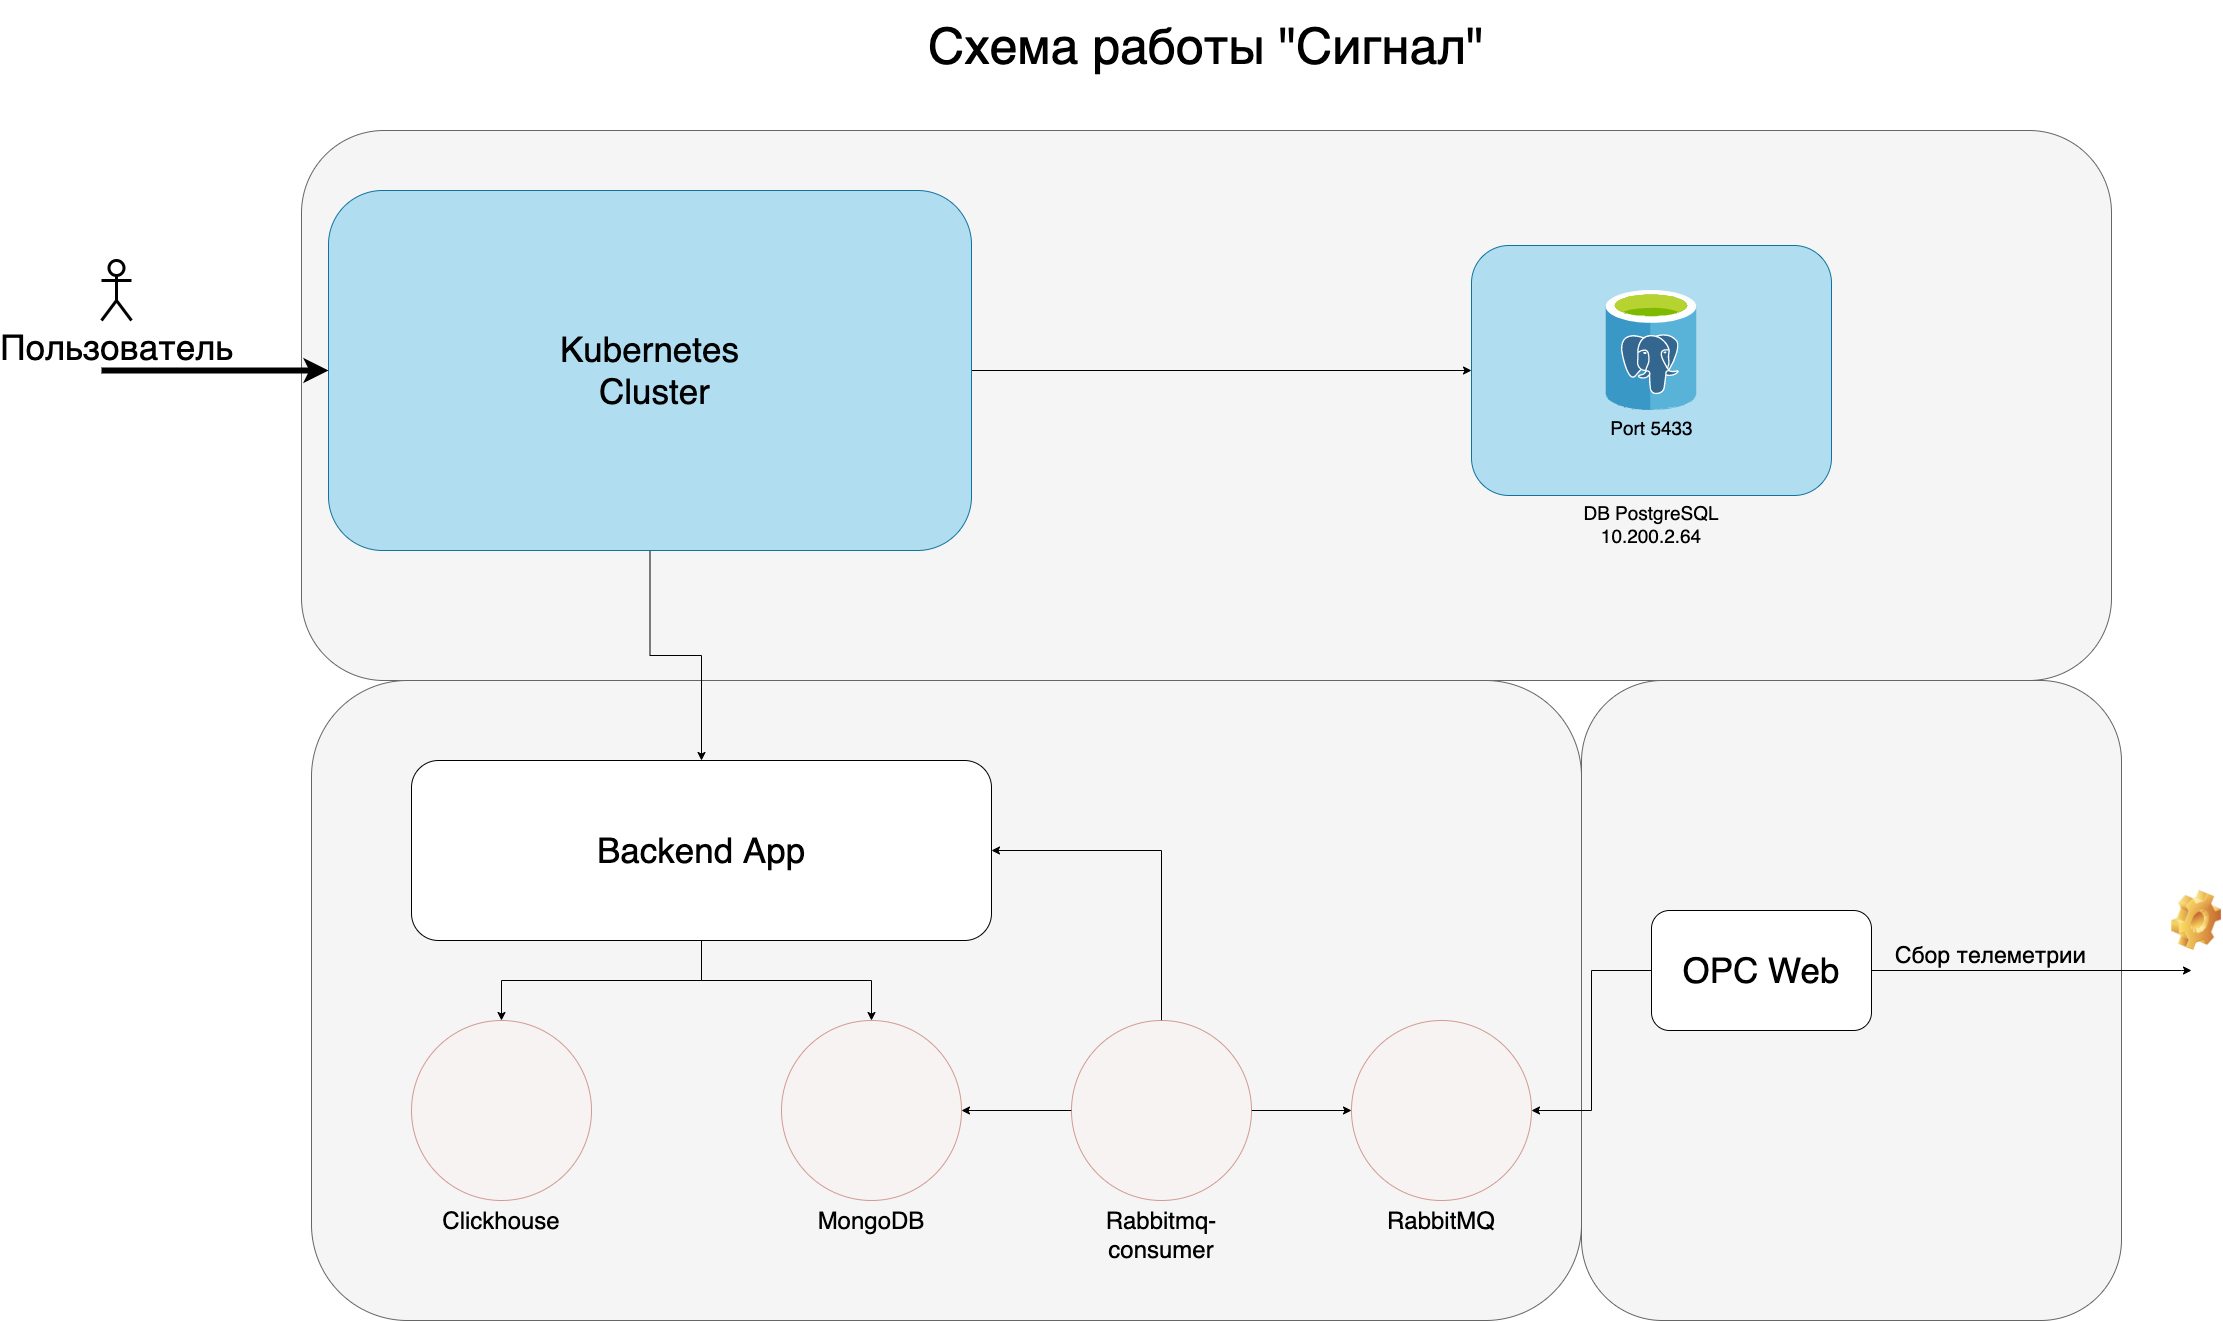 Схема работы "Сигнал"
Пользователь
Kubernetes
Cluster
Port 5433
DB PostgreSQL
10.200.2.64
Backend App
OPC Web
Сбор телеметрии
Clickhouse
MongoDB
Rabbitmq-
consumer
RabbitMQ